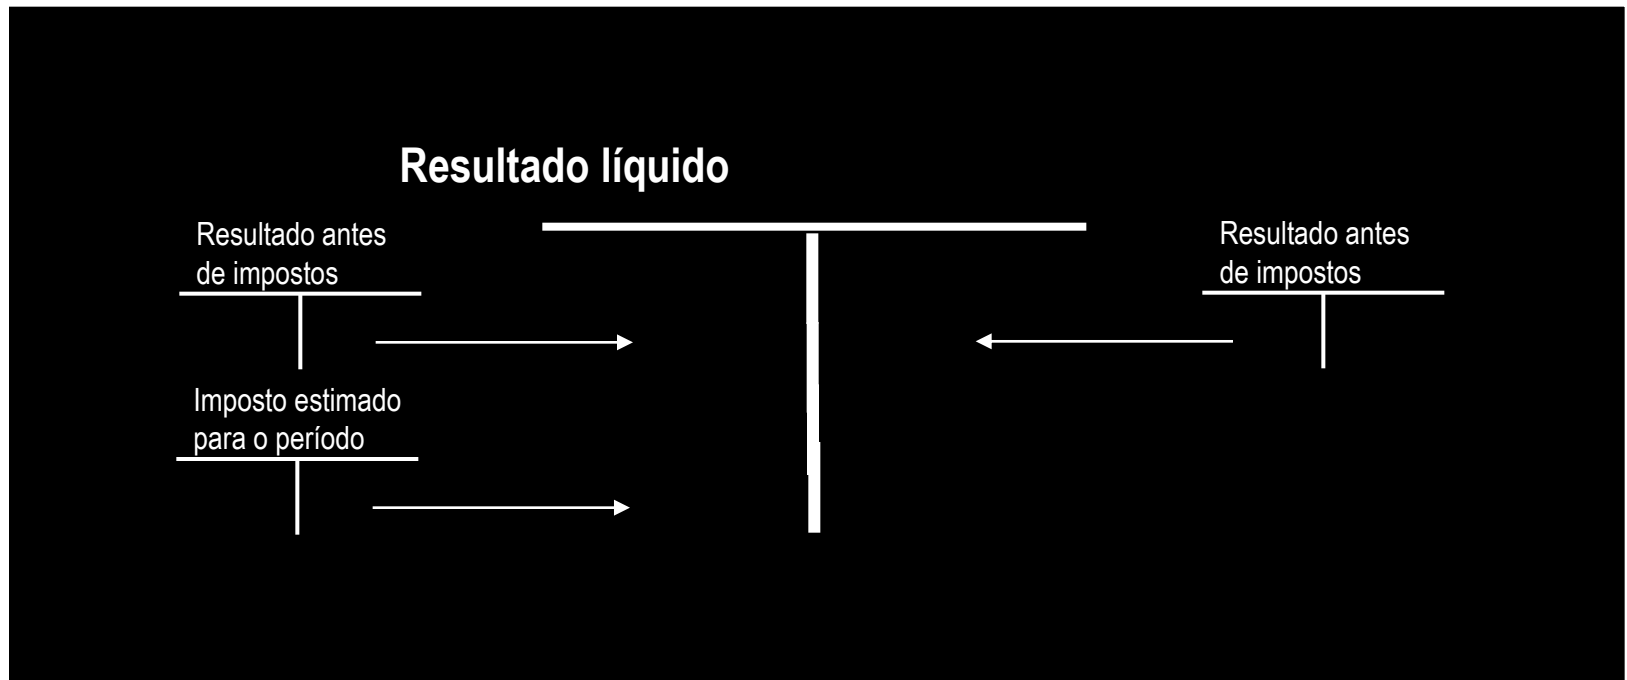 Resultado líquido
Resultado antes
de impostos
Imposto estimado
para o período
Resultado antes
de impostos